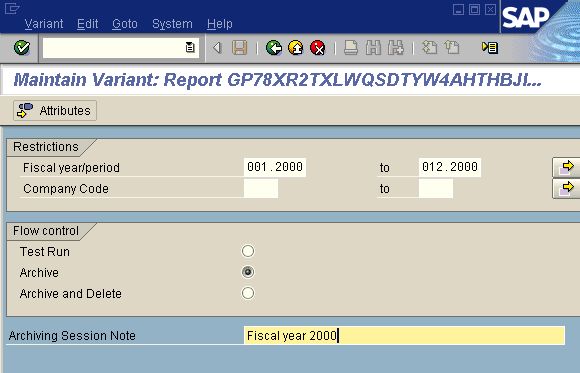 Variant Edit Goto System Help
SAP
Maintain Variant: Report GP78XR2TXLWQSDTYW4AHTHBJI...
Attributes
Restrictions
Fiscal year/period 001.2000 to 012.2000
Company Code to
Flow control
Test Run
Archive
Archive and Delete
Archiving Session Note Fiscal year 2000